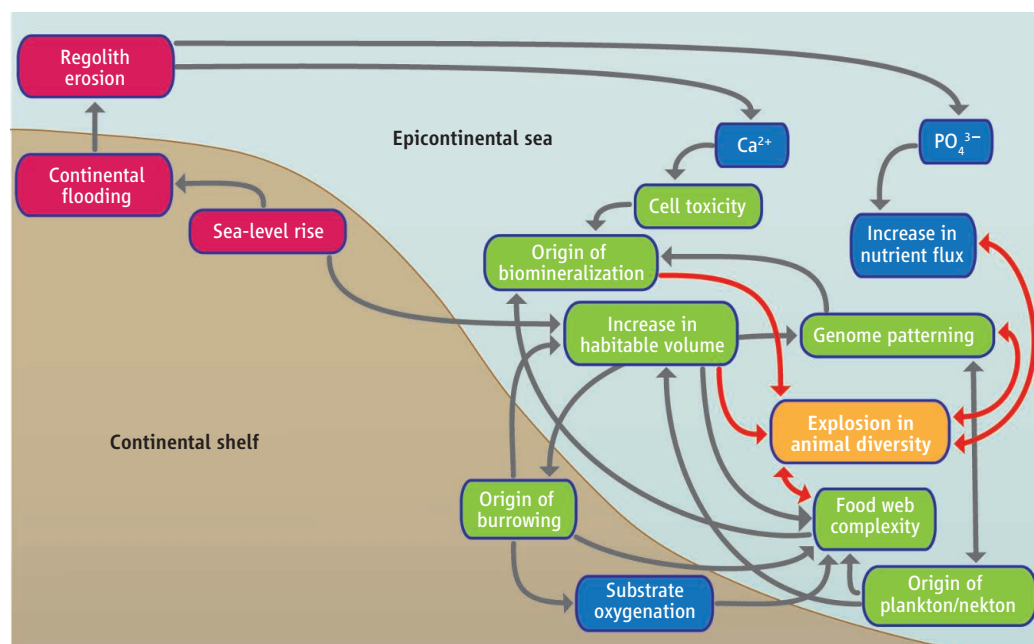 Regolith
erosion
Epicontinental sea
Ca²⁺
PO₄³⁻
Continental
flooding
Cell toxicity
Sea-level rise
Origin of
biomineralization
Increase in
nutrient flux
Increase in
habitable volume
Genome patterning
Continental shelf
Explosion in
animal diversity
Origin of
burrowing
Food web
complexity
Substrate
oxygenation
Origin of
plankton/nekton